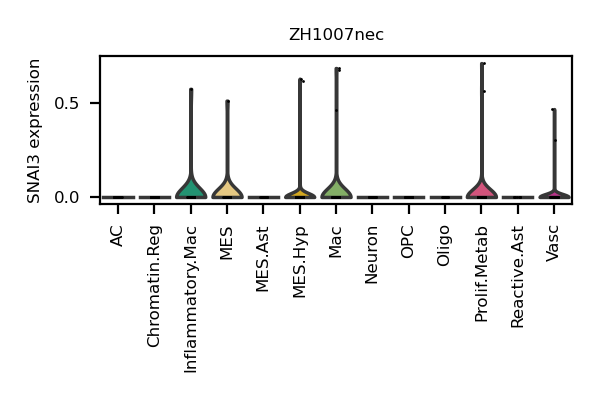 ZH1007nec
SNAI3 expression
0.5
0.0
AC
Chromatin.Reg
Inflammatory.Mac
MES
MES.Ast
MES.Hyp
Mac
Neuron
OPC
Oligo
Prolif.Metab
Reactive.Ast
Vasc